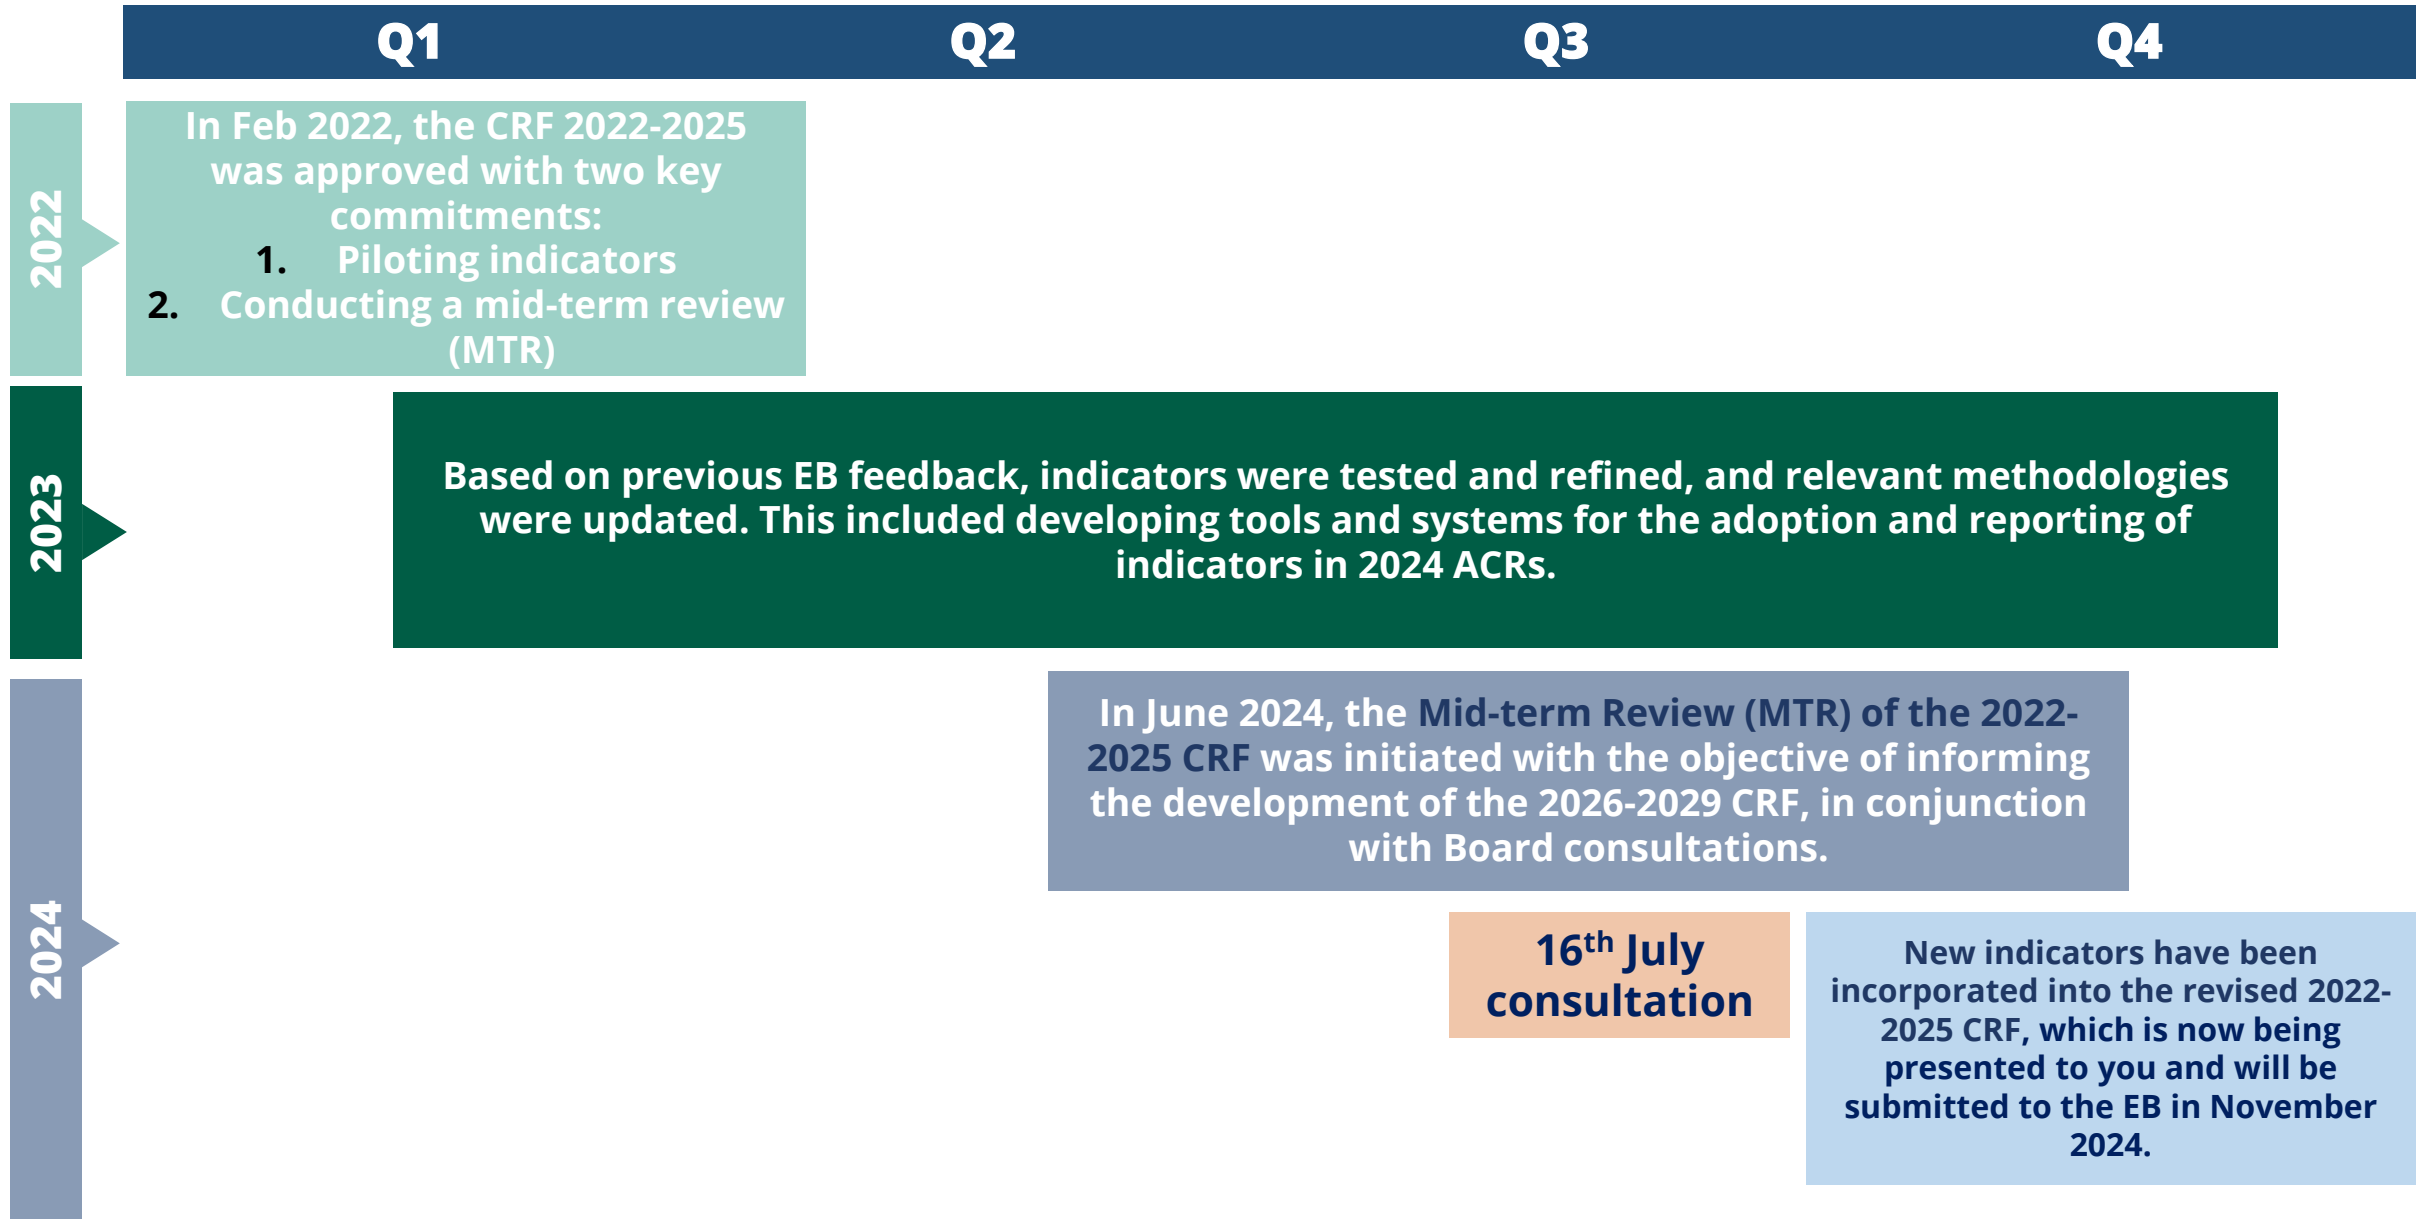 Q1 Q2 Q3 Q4
2022
In Feb 2022, the CRF 2022-2025
was approved with two key
commitments:
1. Piloting indicators
2. Conducting a mid-term review
(MTR)
2023
Based on previous EB feedback, indicators were tested and refined, and relevant methodologies
were updated. This included developing tools and systems for the adoption and reporting of
indicators in 2024 ACRs.
2024
In June 2024, the Mid-term Review (MTR) of the 2022-
2025 CRF was initiated with the objective of informing
the development of the 2026-2029 CRF, in conjunction
with Board consultations.
16th July
consultation
New indicators have been
incorporated into the revised 2022-
2025 CRF, which is now being
presented to you and will be
submitted to the EB in November
2024.